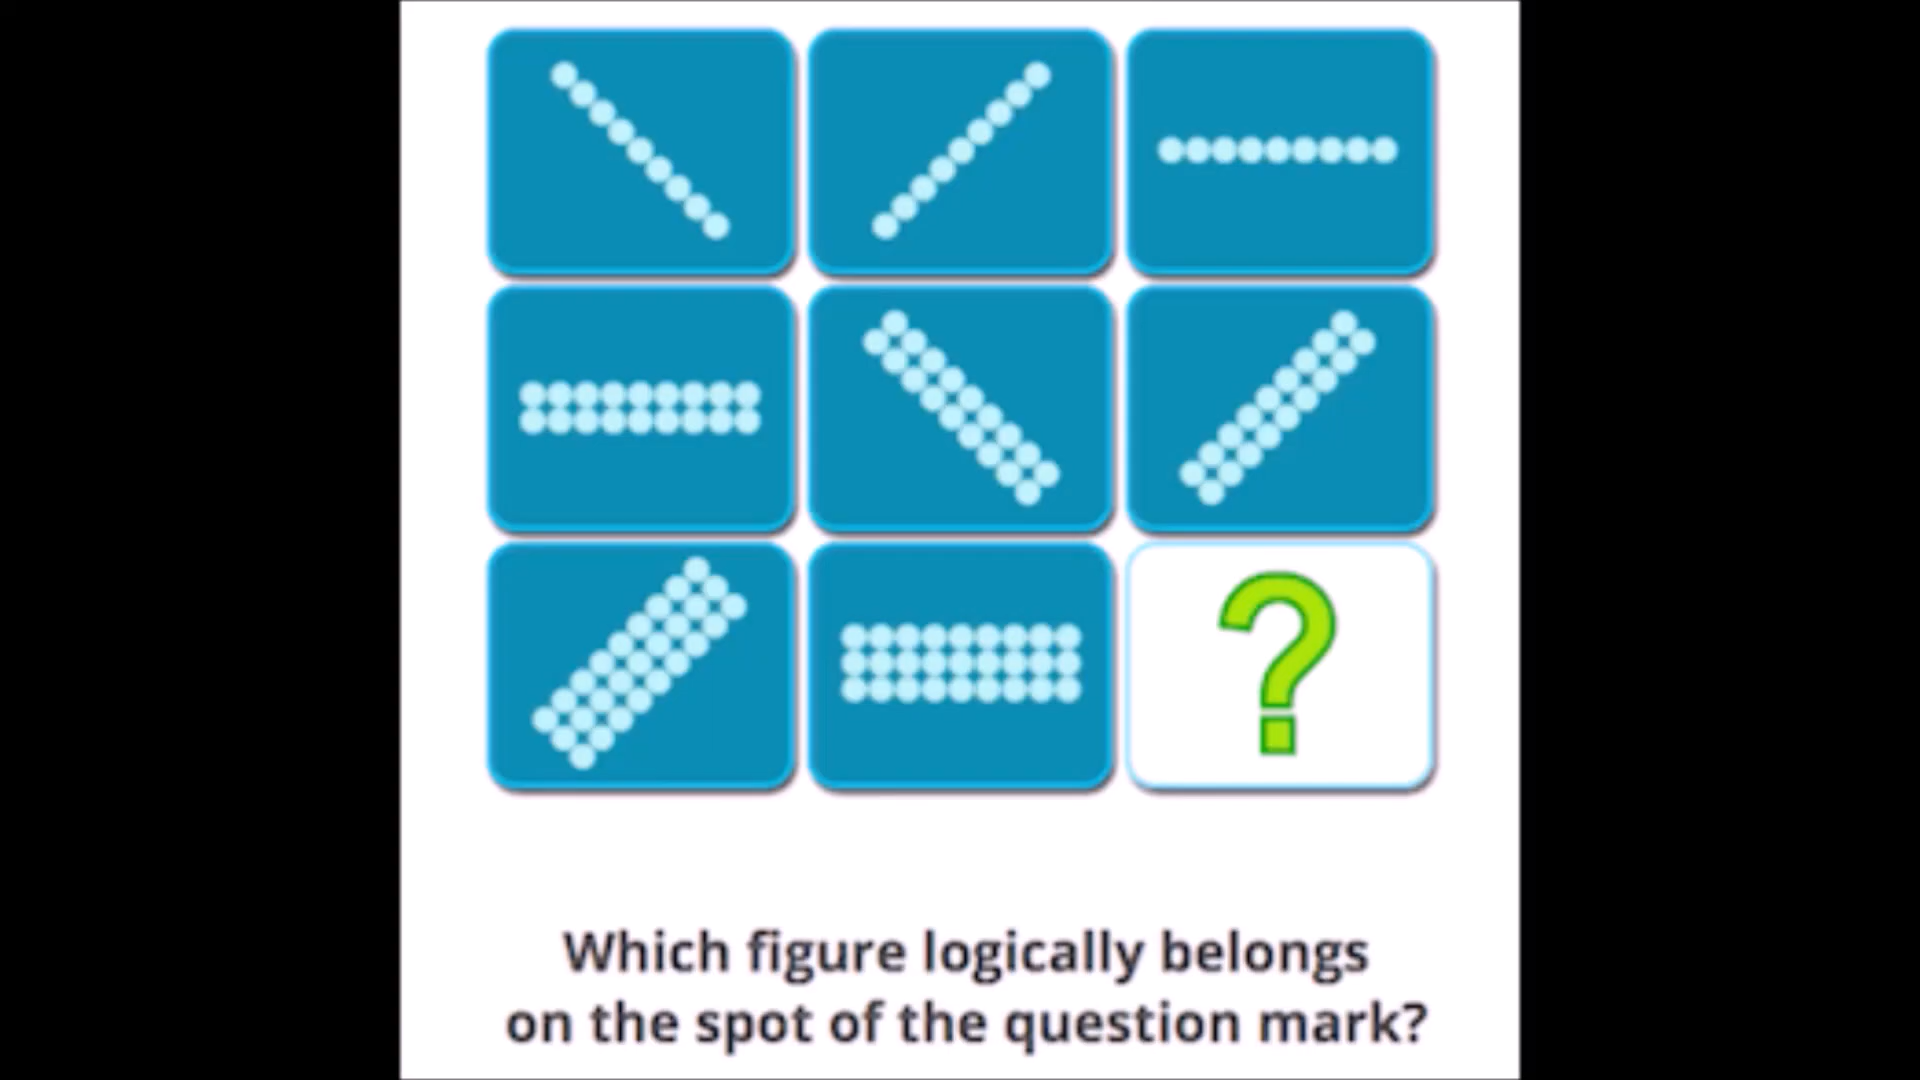 ?
Which figure logically belongs
on the spot of the question mark?